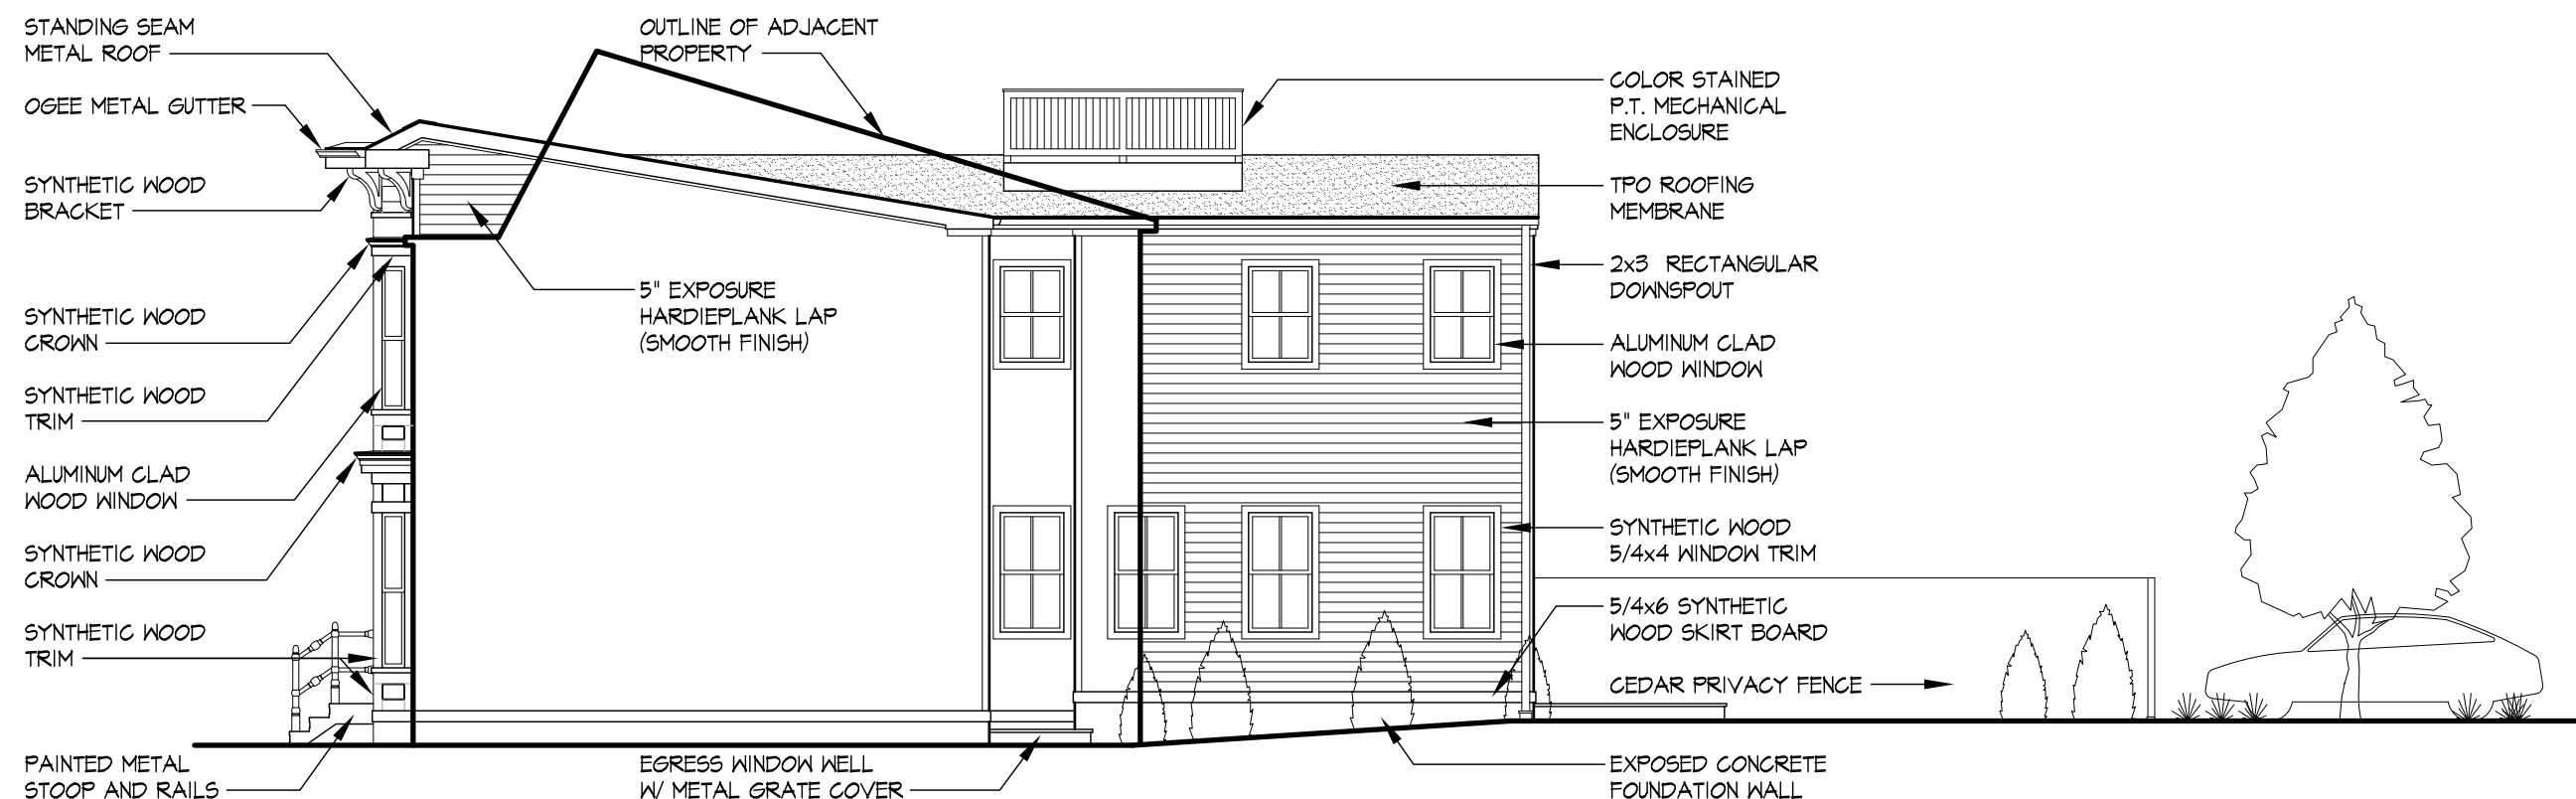 STANDING SEAM
METAL ROOF
OGEE METAL GUTTER
SYNTHETIC WOOD
BRACKET
SYNTHETIC WOOD
CROWN
SYNTHETIC WOOD
TRIM
ALUMINUM CLAD
WOOD WINDOW
SYNTHETIC WOOD
CROWN
SYNTHETIC WOOD
TRIM
PAINTED METAL
STOOP AND RAILS
OUTLINE OF ADJACENT
PROPERTY
5" EXPOSURE
HARDIEPLANK LAP
(SMOOTH FINISH)
EGRESS WINDOW WELL
W/ METAL GRATE COVER
COLOR STAINED
P.T. MECHANICAL
ENCLOSURE
TPO ROOFING
MEMBRANE
2x3 RECTANGULAR
DOWNSPOUT
ALUMINUM CLAD
WOOD WINDOW
5" EXPOSURE
HARDIEPLANK LAP
(SMOOTH FINISH)
SYNTHETIC WOOD
5/4x4 WINDOW TRIM
5/4x6 SYNTHETIC
WOOD SKIRT BOARD
CEDAR PRIVACY FENCE
EXPOSED CONCRETE
FOUNDATION WALL